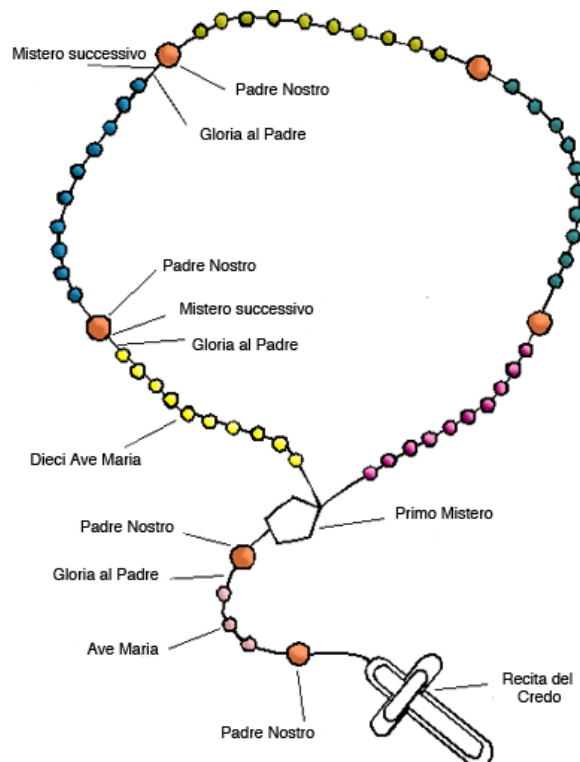 Mistero successivo
Padre Nostro
Gloria al Padre
Padre Nostro
Mistero successivo
Gloria al Padre
Dieci Ave Maria
Primo Mistero
Padre Nostro
Gloria al Padre
Ave Maria
Recita del
Credo
Padre Nostro